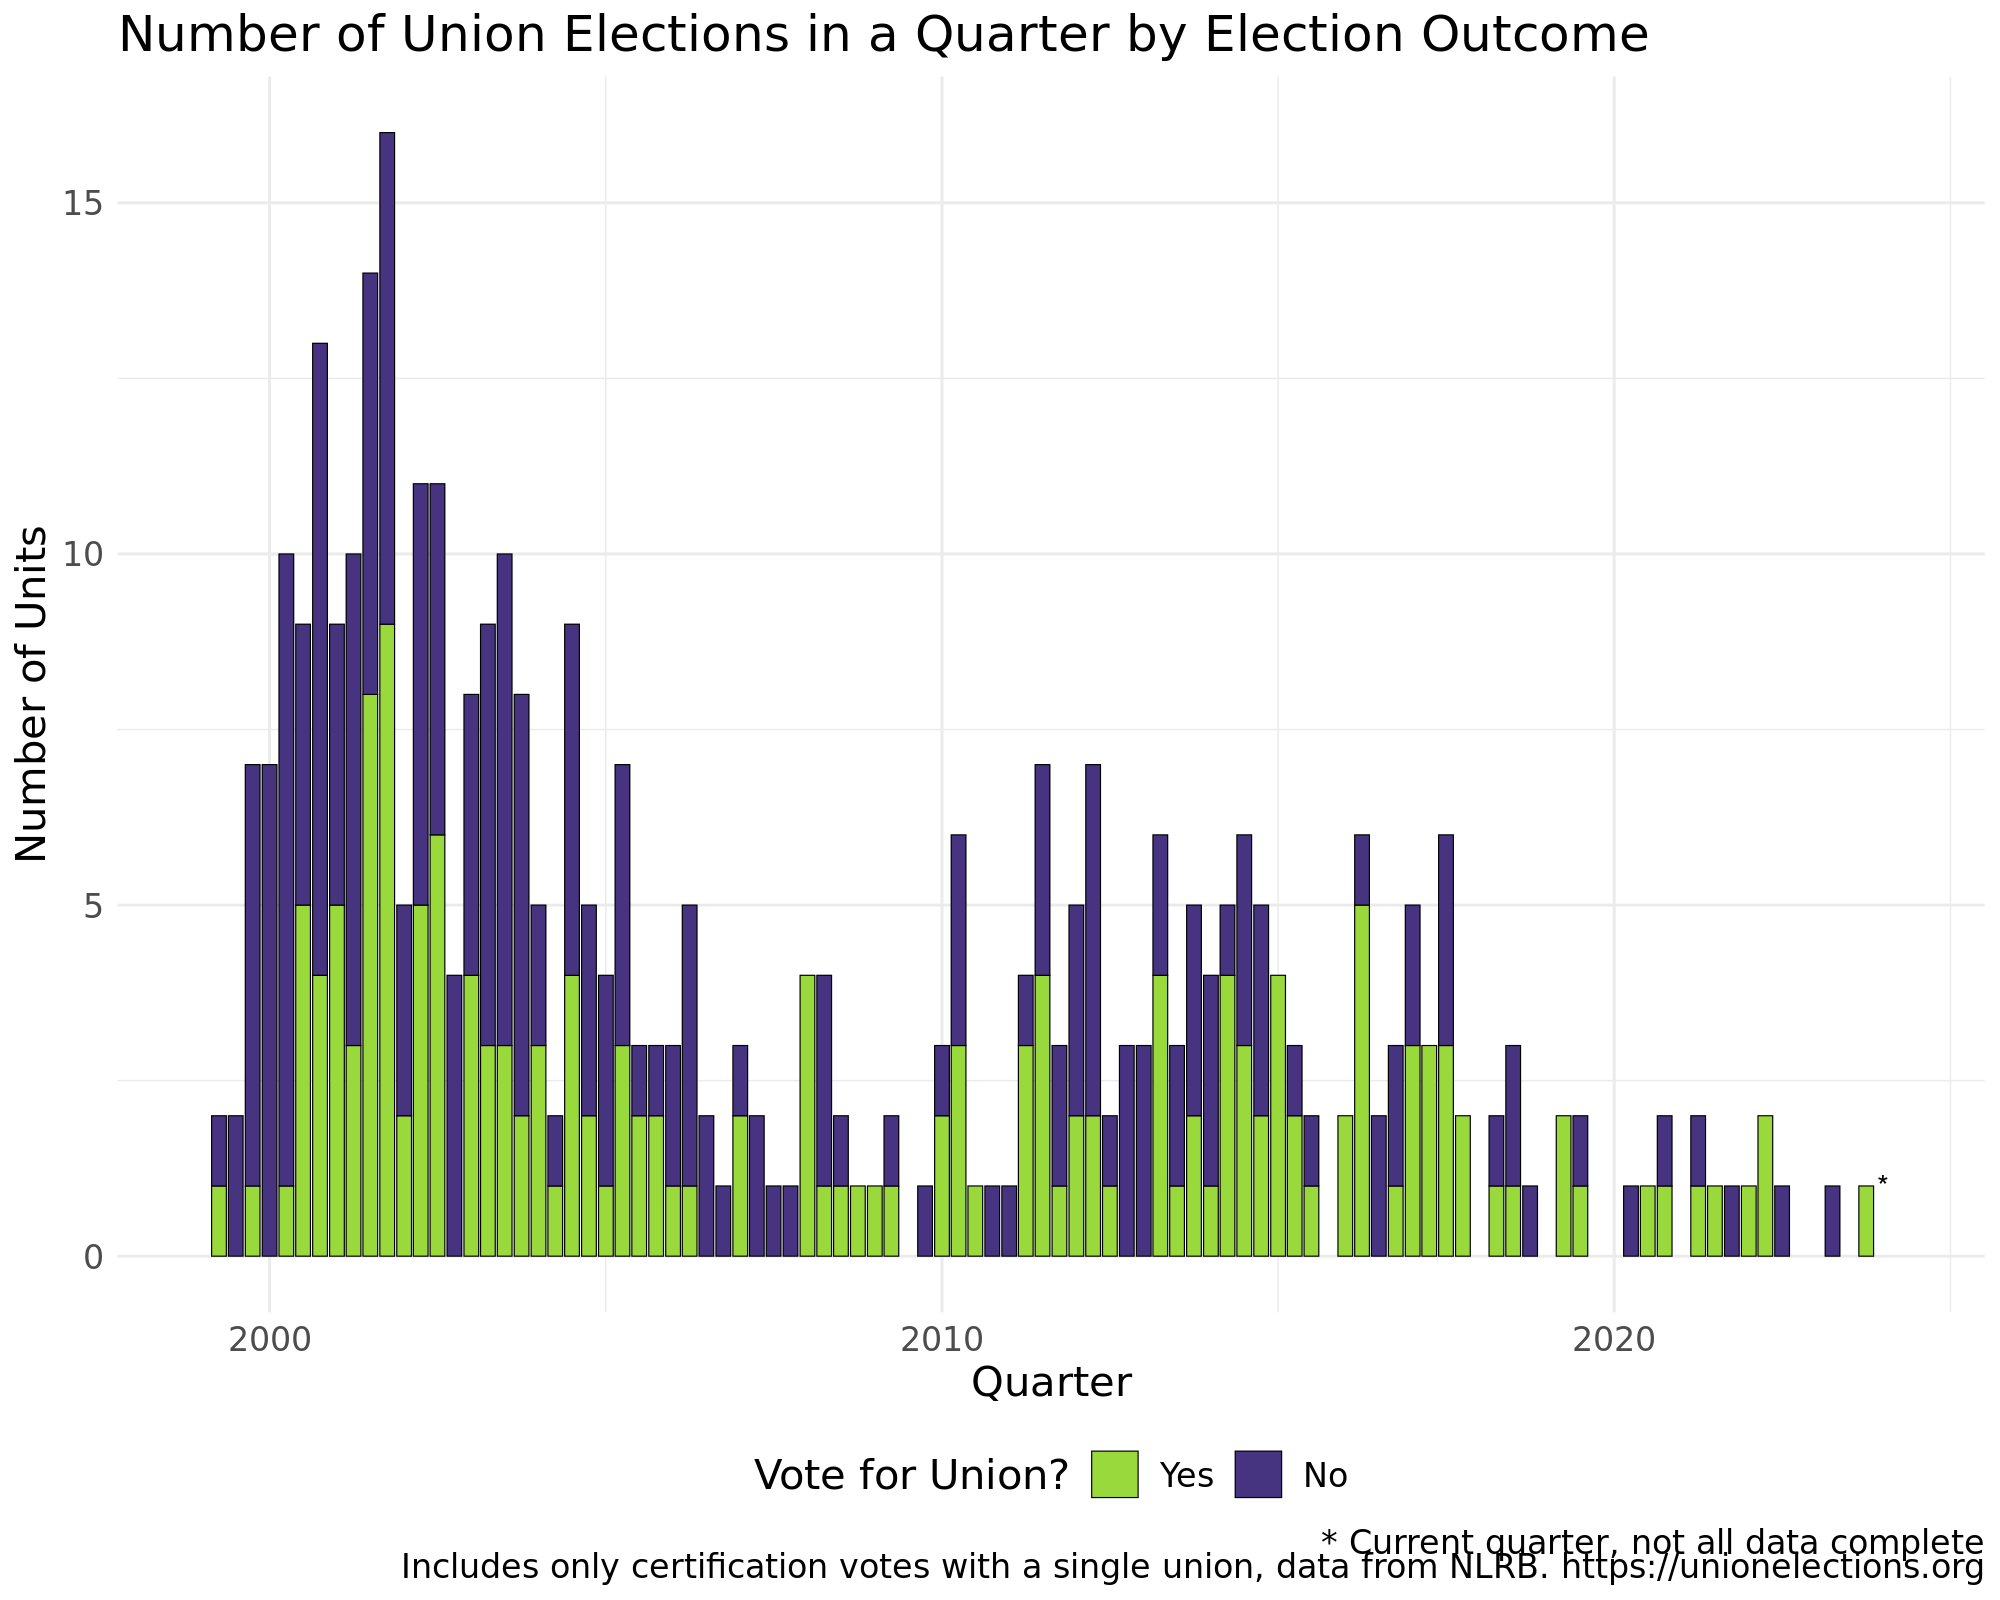 Number of Union Elections in a Quarter by Election Outcome
Number of Units
15
10
5
0
2000 2010 2020
Quarter
*
Vote for Union? Yes No
* Current quarter, not all data complete
Includes only certification votes with a single union, data from NLRB. https://unionelections.org